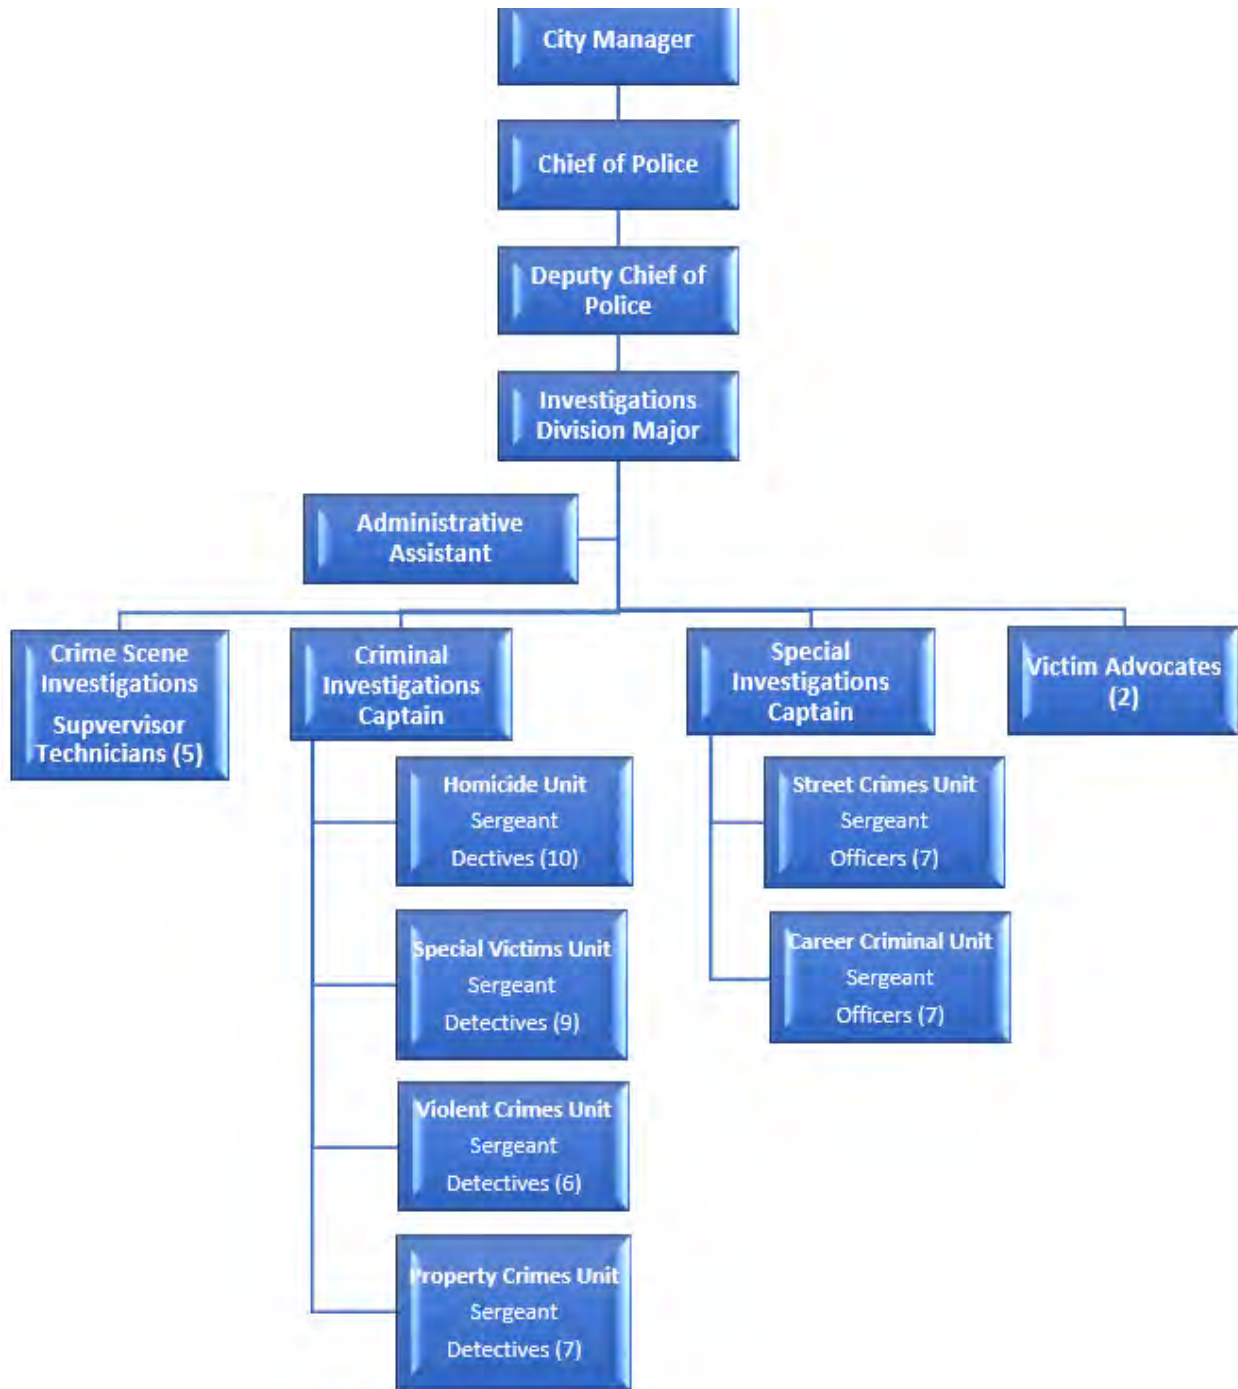 City Manager
Chief of Police
Deputy Chief of
Police
Investigations
Division Major
Administrative
Assistant
Crime Scene
Investigations
Supvervisor
Technicians (5)
Criminal
Investigations
Captain
Special
Investigations
Captain
Victim Advocates
(2)
Homicide Unit
Sergeant
Dectives (10)
Special Victims Unit
Sergeant
Detectives (9)
Violent Crimes Unit
Sergeant
Detectives (6)
Property Crimes Unit
Sergeant
Detectives (7)
Street Crimes Unit
Sergeant
Officers (7)
Career Criminal Unit
Sergeant
Officers (7)